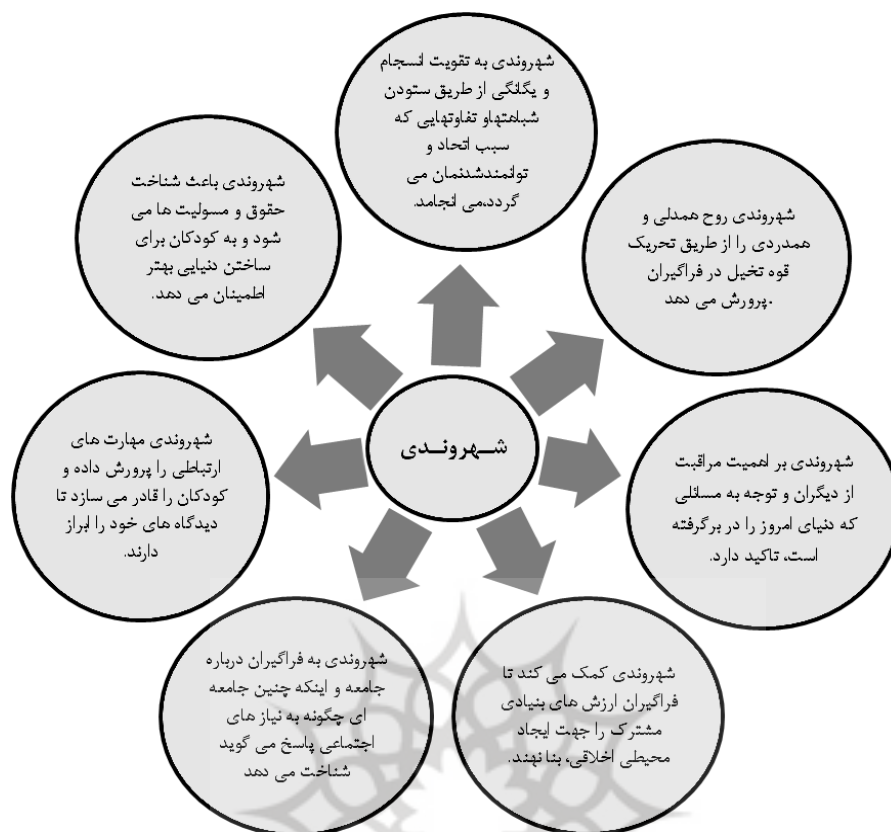 شهروندی به تقویت انسجام
و یگانگی از طریق ستودن
شباهتهاو تفاوتهایی که
سبب اتحاد و
توانمندشدنمان می
گردد،می انجامد.
شهروندی روح همدلی و
همدردی را از طریق تحریک
قوه تخیل در فراگیران
.پرورش می دهد
شهروندی بر اهمیت مراقبت
از دیگران و توجه به مسائلی
که دنیای امروز را در برگرفته
است، تاکید دارد.
شهروندی کمک می کند تا
فراگیران ارزش های بنیادی
مشترک را جهت ایجاد
محیطی اخلاقی، بنا نهند.
شهروندی به فراگیران درباره
جامعه و اینکه چنین جامعه
ای چگونه به نیاز های
اجتماعی پاسخ می گوید
شناخت می دهد
شهروندی مهارت های
ارتباطی را پرورش داده و
کودکان را قادر می سازد تا
دیدگاه های خود را ابراز
دارند.
شهروندی باعث شناخت
حقوق و مسولیت ها می
شود و به کودکان برای
ساختن دنیایی بهتر
اطمینان می دهد.
شــهرونــدی